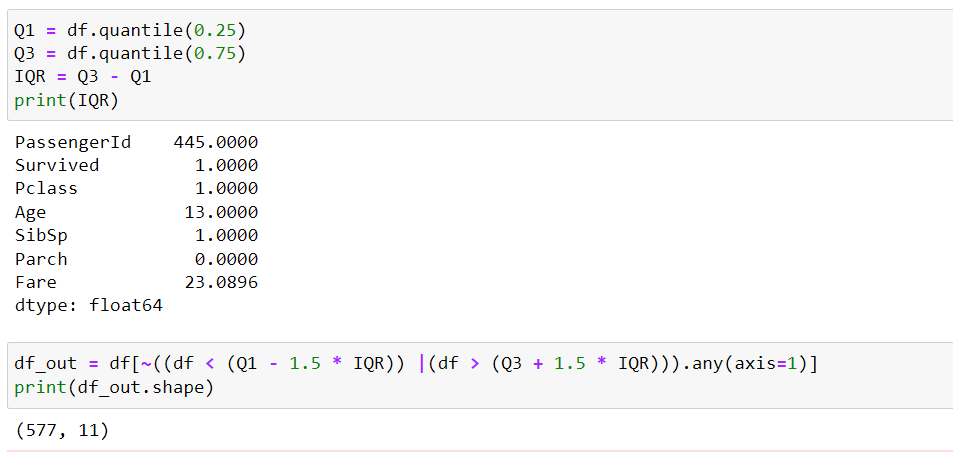 Q1 = df.quantile(0.25)
Q3 = df.quantile(0.75)
IQR = Q3 - Q1
print(IQR)
PassengerId    445.0000
Survived         1.0000
Pclass           1.0000
Age             13.0000
SibSp            1.0000
Parch            0.0000
Fare            23.0896
dtype: float64
df_out = df[~((df < (Q1 - 1.5 * IQR)) |(df > (Q3 + 1.5 * IQR))).any(axis=1)]
print(df_out.shape)
(577, 11)